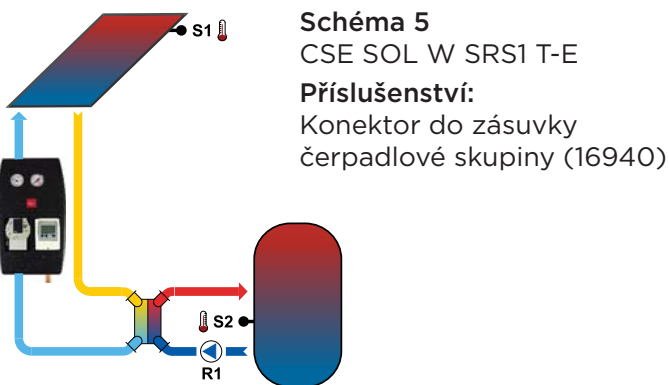 S1
Schéma 5
CSE SOL W SRS1 T-E
Příslušenství:
Konektor do zásuvky
čerpadlové skupiny (16940)
S2
R1